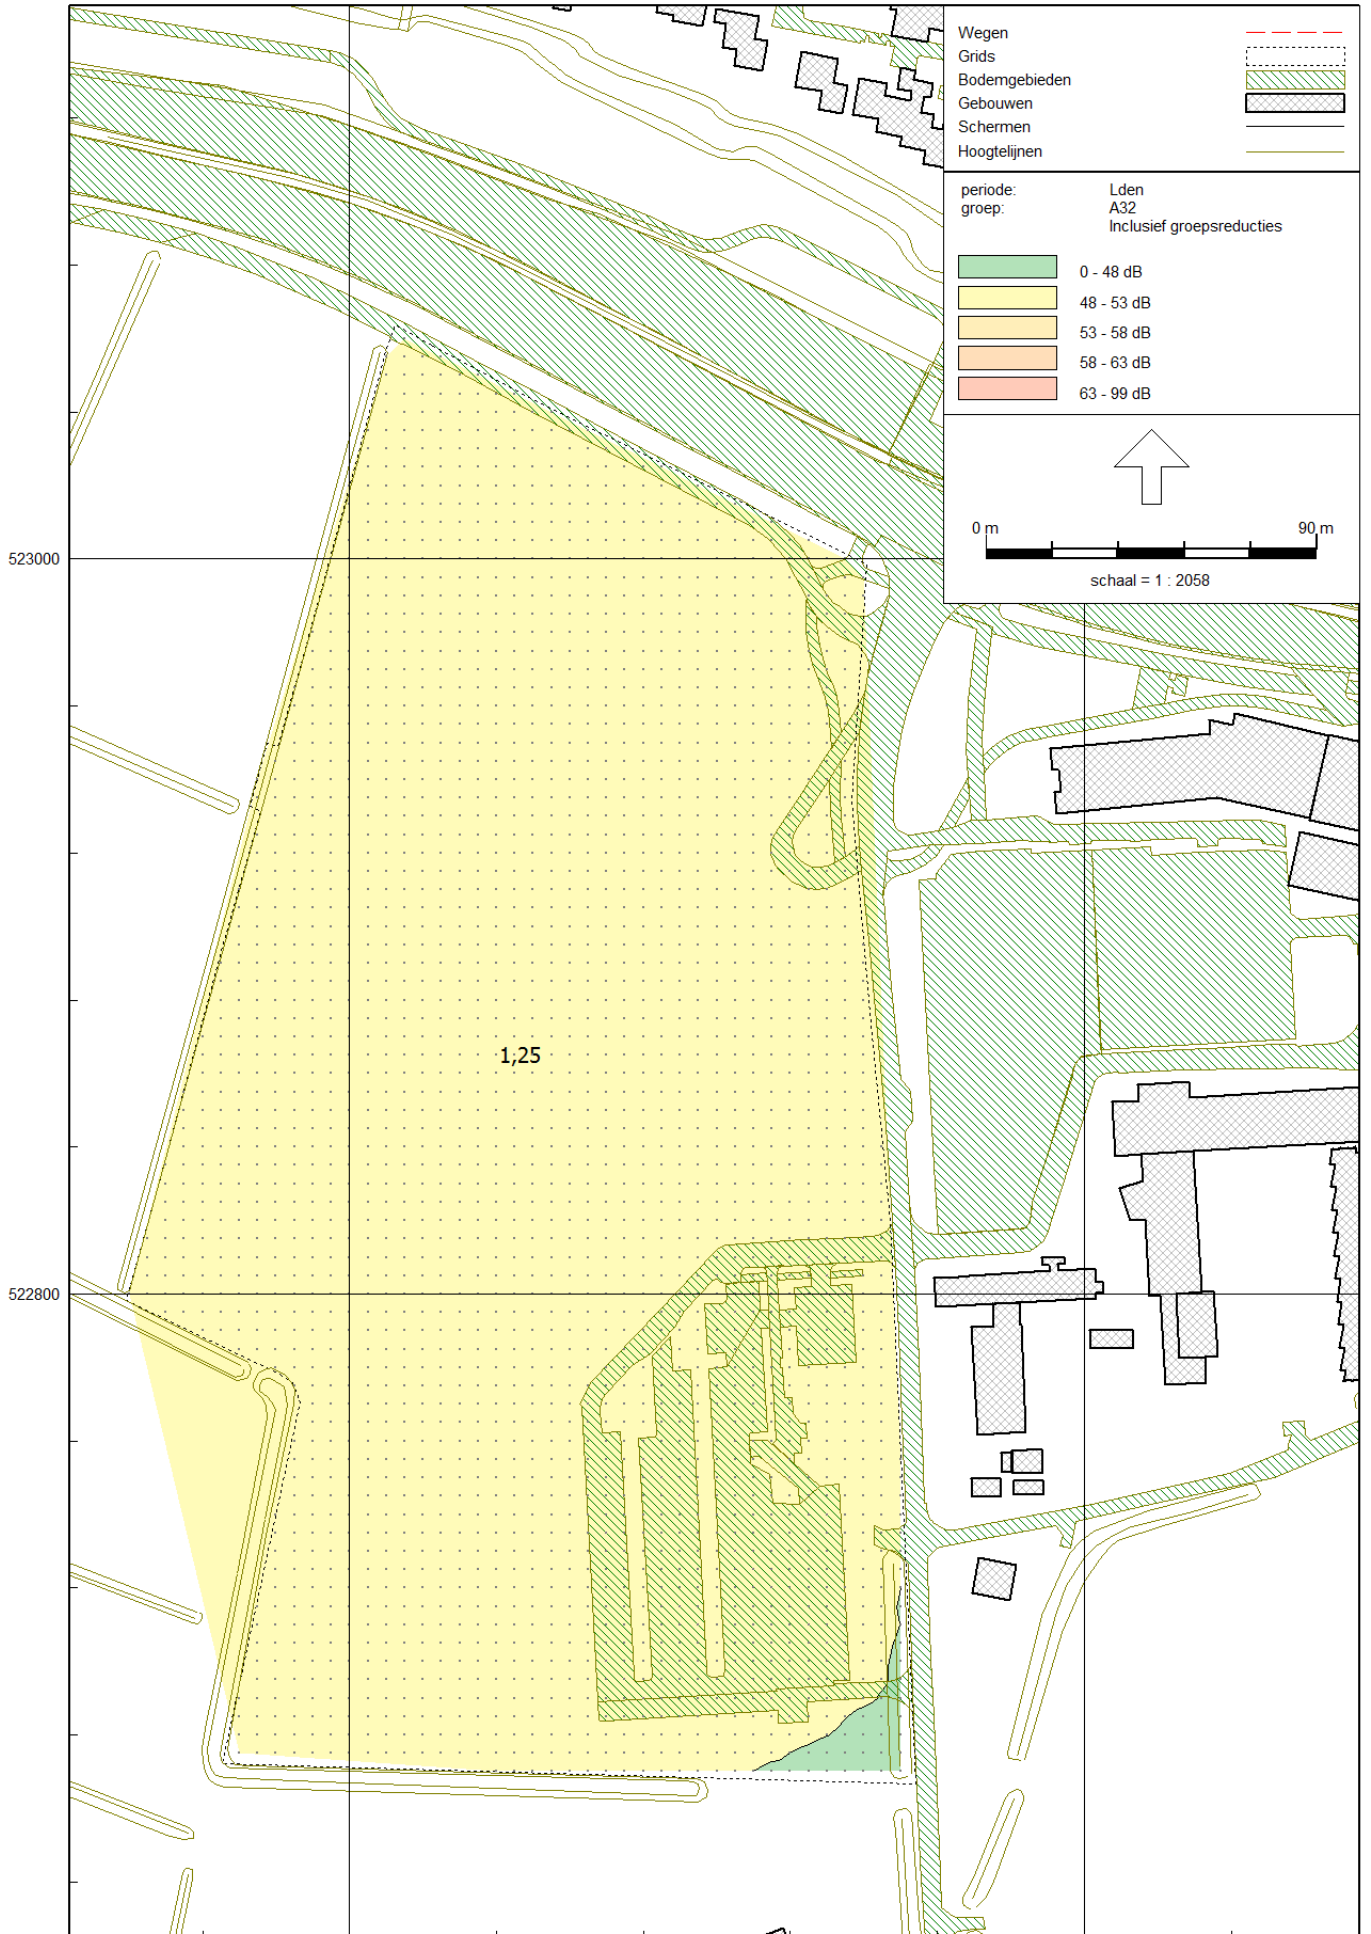 Wegen
Grids
Bodemgebieden
Gebouwen
Schermen
Hoogtelijnen
periode: Lden
groep: A32
Inclusief groepsreducties
0 - 48 dB
48 - 53 dB
53 - 58 dB
58 - 63 dB
63 - 99 dB
0 m 90 m
schaal = 1 : 2058
523000
1,25
522800